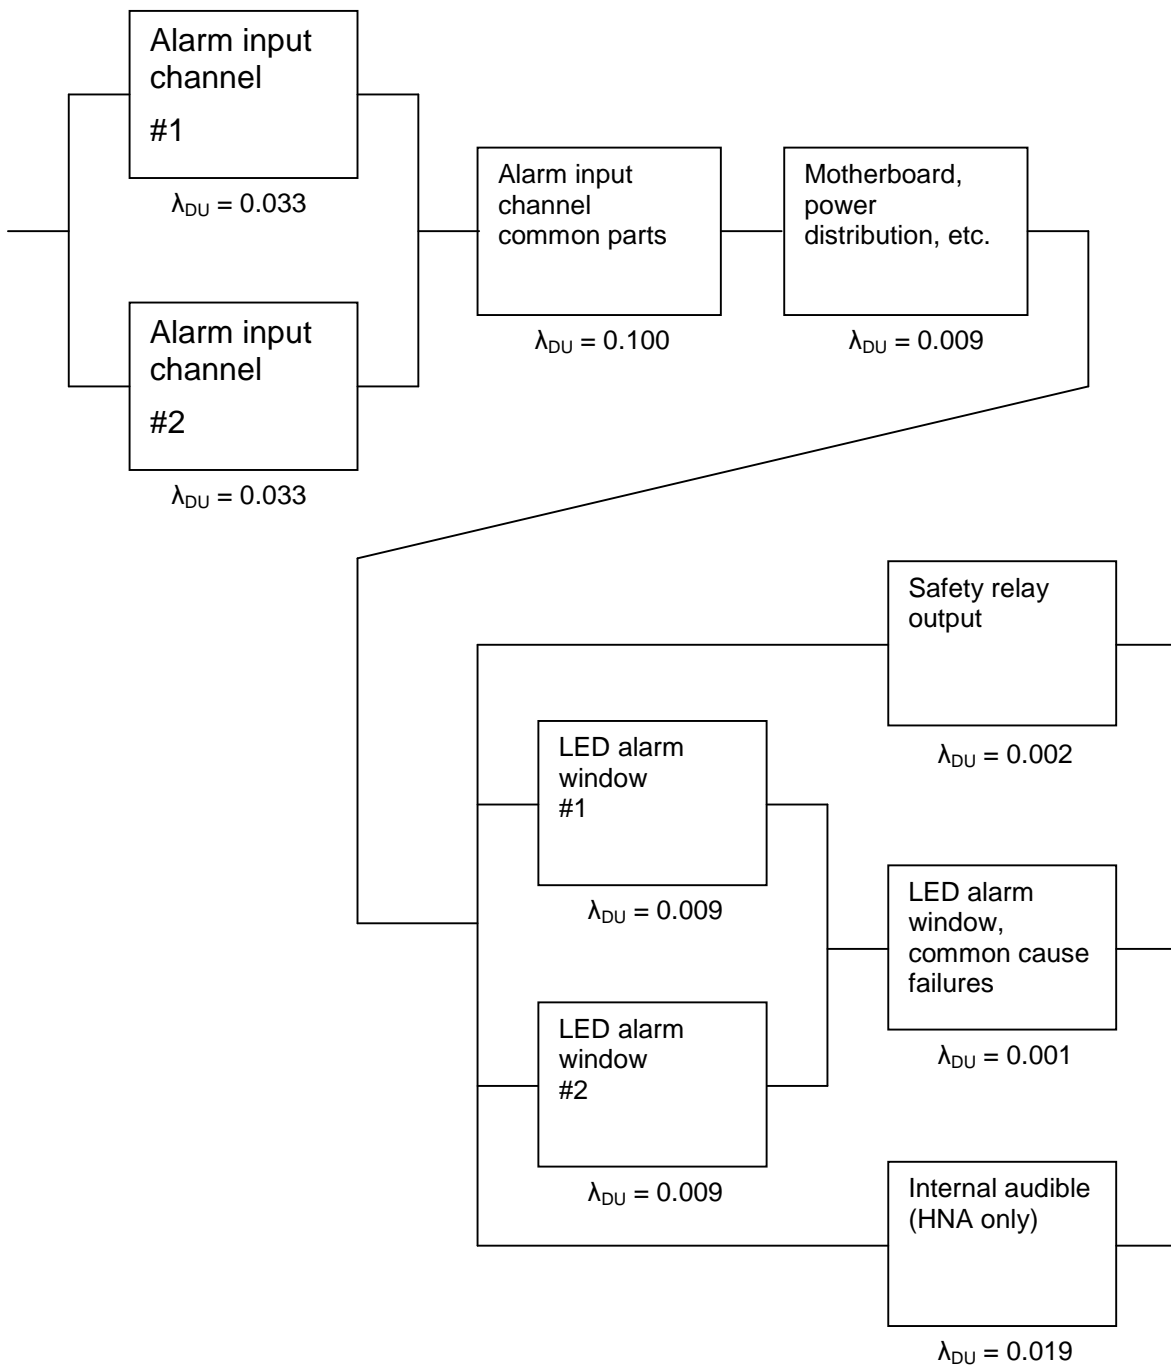 Alarm input
channel
#1
λDU = 0.033
Alarm input
channel
#2
λDU = 0.033
Alarm input
channel
common parts
λDU = 0.100
Motherboard,
power
distribution, etc.
λDU = 0.009
Safety relay
output
λDU = 0.002
LED alarm
window
#1
λDU = 0.009
LED alarm
window
#2
λDU = 0.009
LED alarm
window,
common cause
failures
λDU = 0.001
Internal audible
(HNA only)
λDU = 0.019